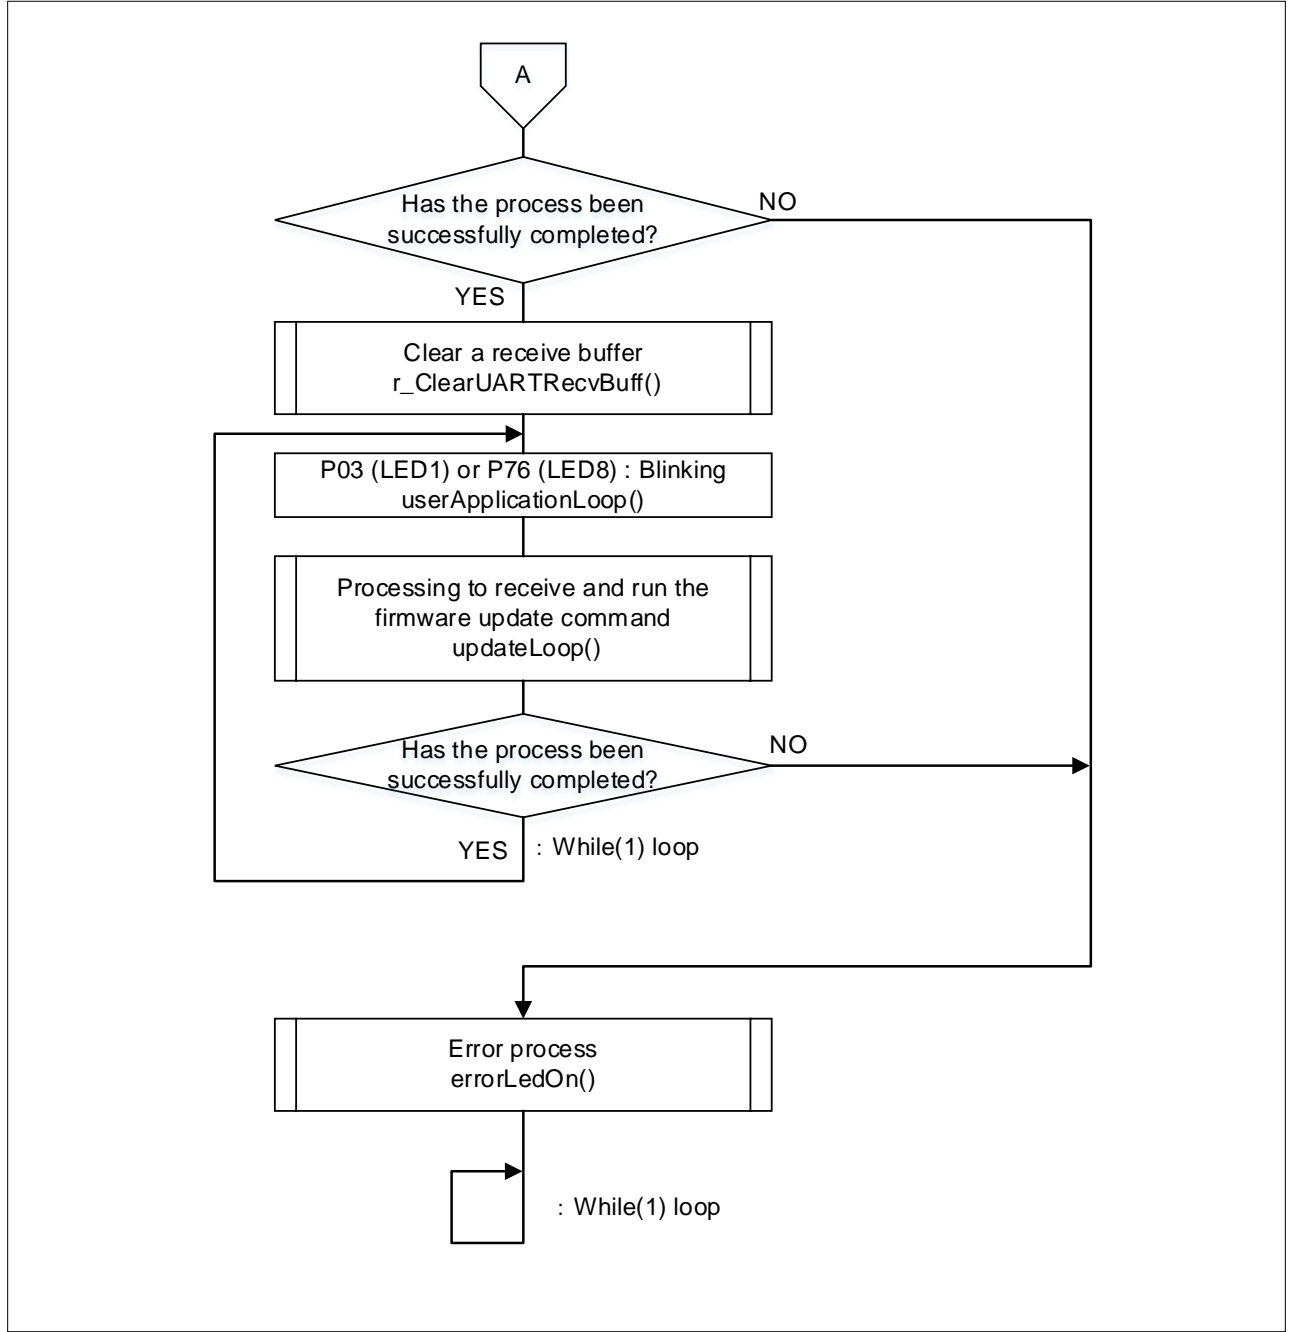 A
Has the process been
successfully completed?
NO
YES
Clear a receive buffer
r_ClearUARTRecvBuff()
P03 (LED1) or P76 (LED8) : Blinking
userApplicationLoop()
Processing to receive and run the
firmware update command
updateLoop()
Has the process been
successfully completed?
NO
YES
: While(1) loop
Error process
errorLedOn()
: While(1) loop